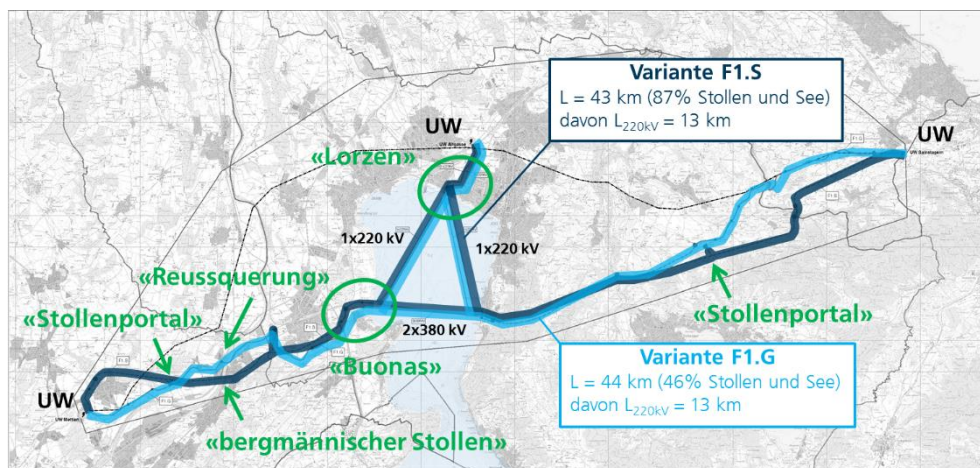 Variante F1.S
L = 43 km (87% Stollen und See)
davon L220kV = 13 km
UW
UW
«Lorzen»
1x220 kV
1x220 kV
«Reussquerung»
«Stollenportal»
«Stollenportal»
2x380 kV
«Buonas»
Variante F1.G
L = 44 km (46% Stollen und See)
davon L220kV = 13 km
UW
«bergmännischer Stollen»